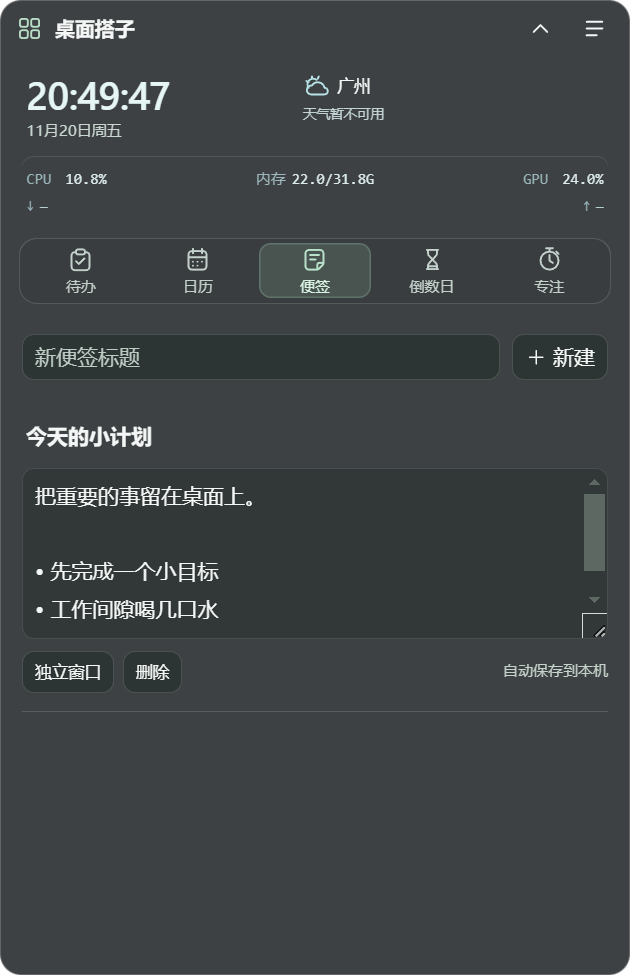 桌面搭子
20:49:47
11月20日周五
广州
天气暂不可用
CPU 10.8% 内存 22.0/31.8G GPU 24.0%
↓ – ↑ –
待办 日历 便签 倒数日 专注
新便签标题 + 新建
今天的小计划
把重要的事留在桌面上。
• 先完成一个小目标
• 工作间隙喝几口水
独立窗口 删除 自动保存到本机